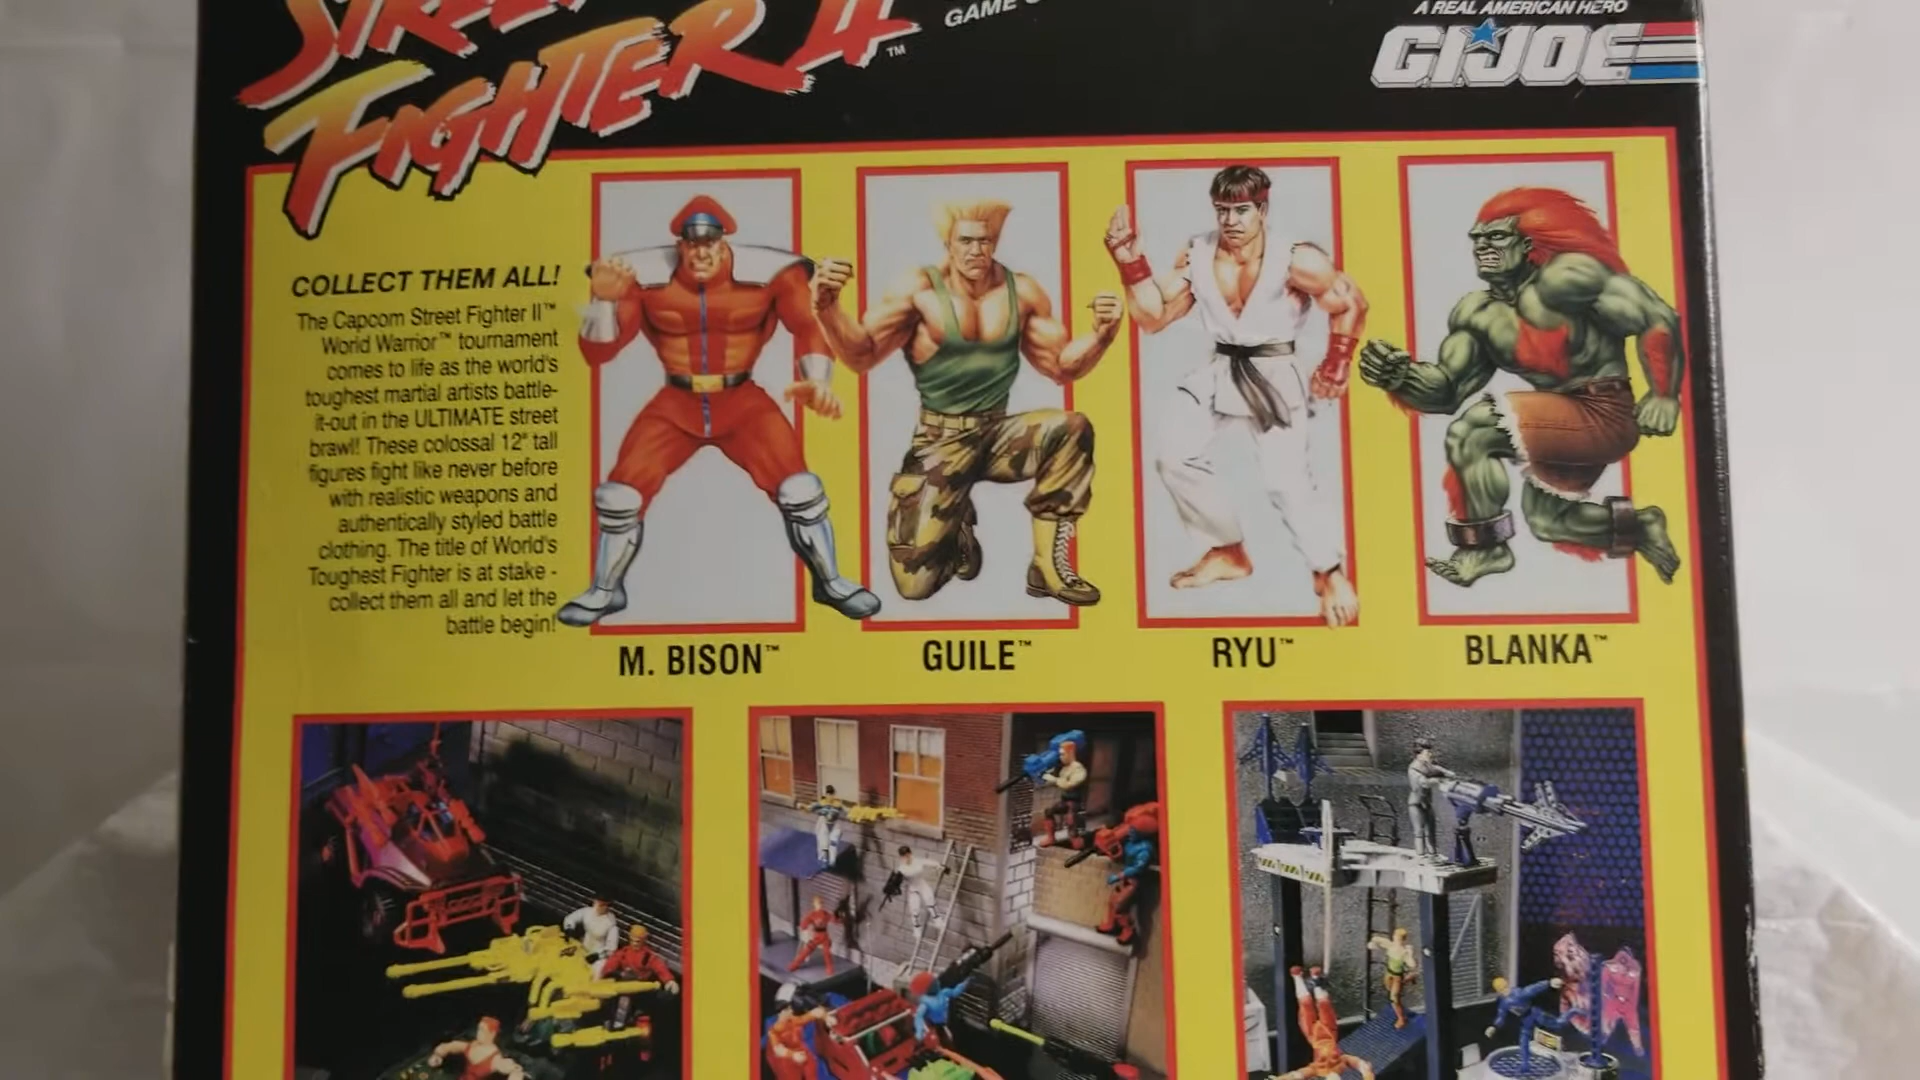 STREET
FIGHTER II™
GAME
A REAL AMERICAN HERO
GI JOE
COLLECT THEM ALL!
The Capcom Street Fighter II™
World Warrior™ tournament
comes to life as the world's
toughest martial artists battle-
it-out in the ULTIMATE street
brawl! These colossal 12" tall
figures fight like never before
with realistic weapons and
authentically styled battle
clothing. The title of World's
Toughest Fighter is at stake -
collect them all and let the
battle begin!
M. BISON™
GUILE™
RYU™
BLANKA™